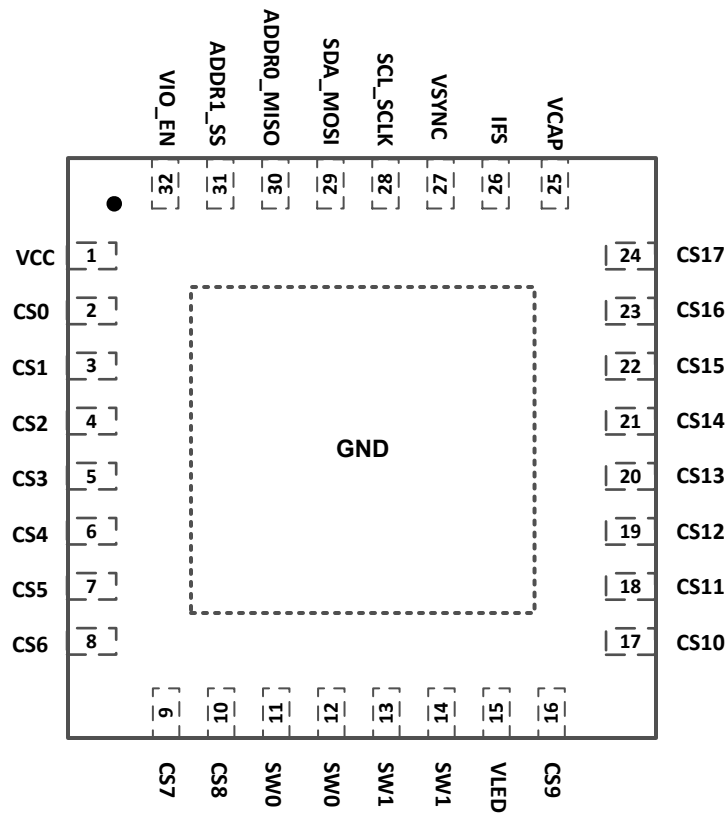 VIO_EN
ADDR1_SS
ADDR0_MISO
SDA_MOSI
SCL_SCLK
VSYNC
IFS
VCAP
32
31
30
29
28
27
26
25
VCC 1
CS0 2
CS1 3
CS2 4
CS3 5
CS4 6
CS5 7
CS6 8
GND
24 CS17
23 CS16
22 CS15
21 CS14
20 CS13
19 CS12
18 CS11
17 CS10
9
10
11
12
13
14
15
16
CS7
CS8
SW0
SW0
SW1
SW1
VLED
CS9